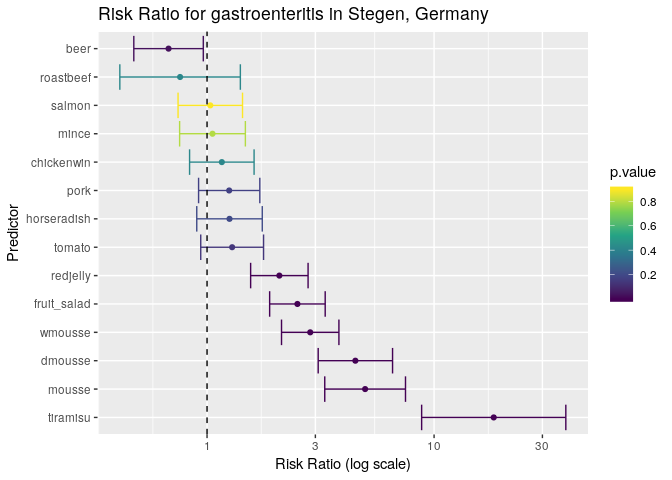 Risk Ratio for gastroenteritis in Stegen, Germany
Predictor
beer
roastbeef
salmon
mince
chickenwin
pork
horseradish
tomato
redjelly
fruit_salad
wmousse
dmousse
mousse
tiramisu
1 3 10 30
Risk Ratio (log scale)
p.value
0.8
0.6
0.4
0.2